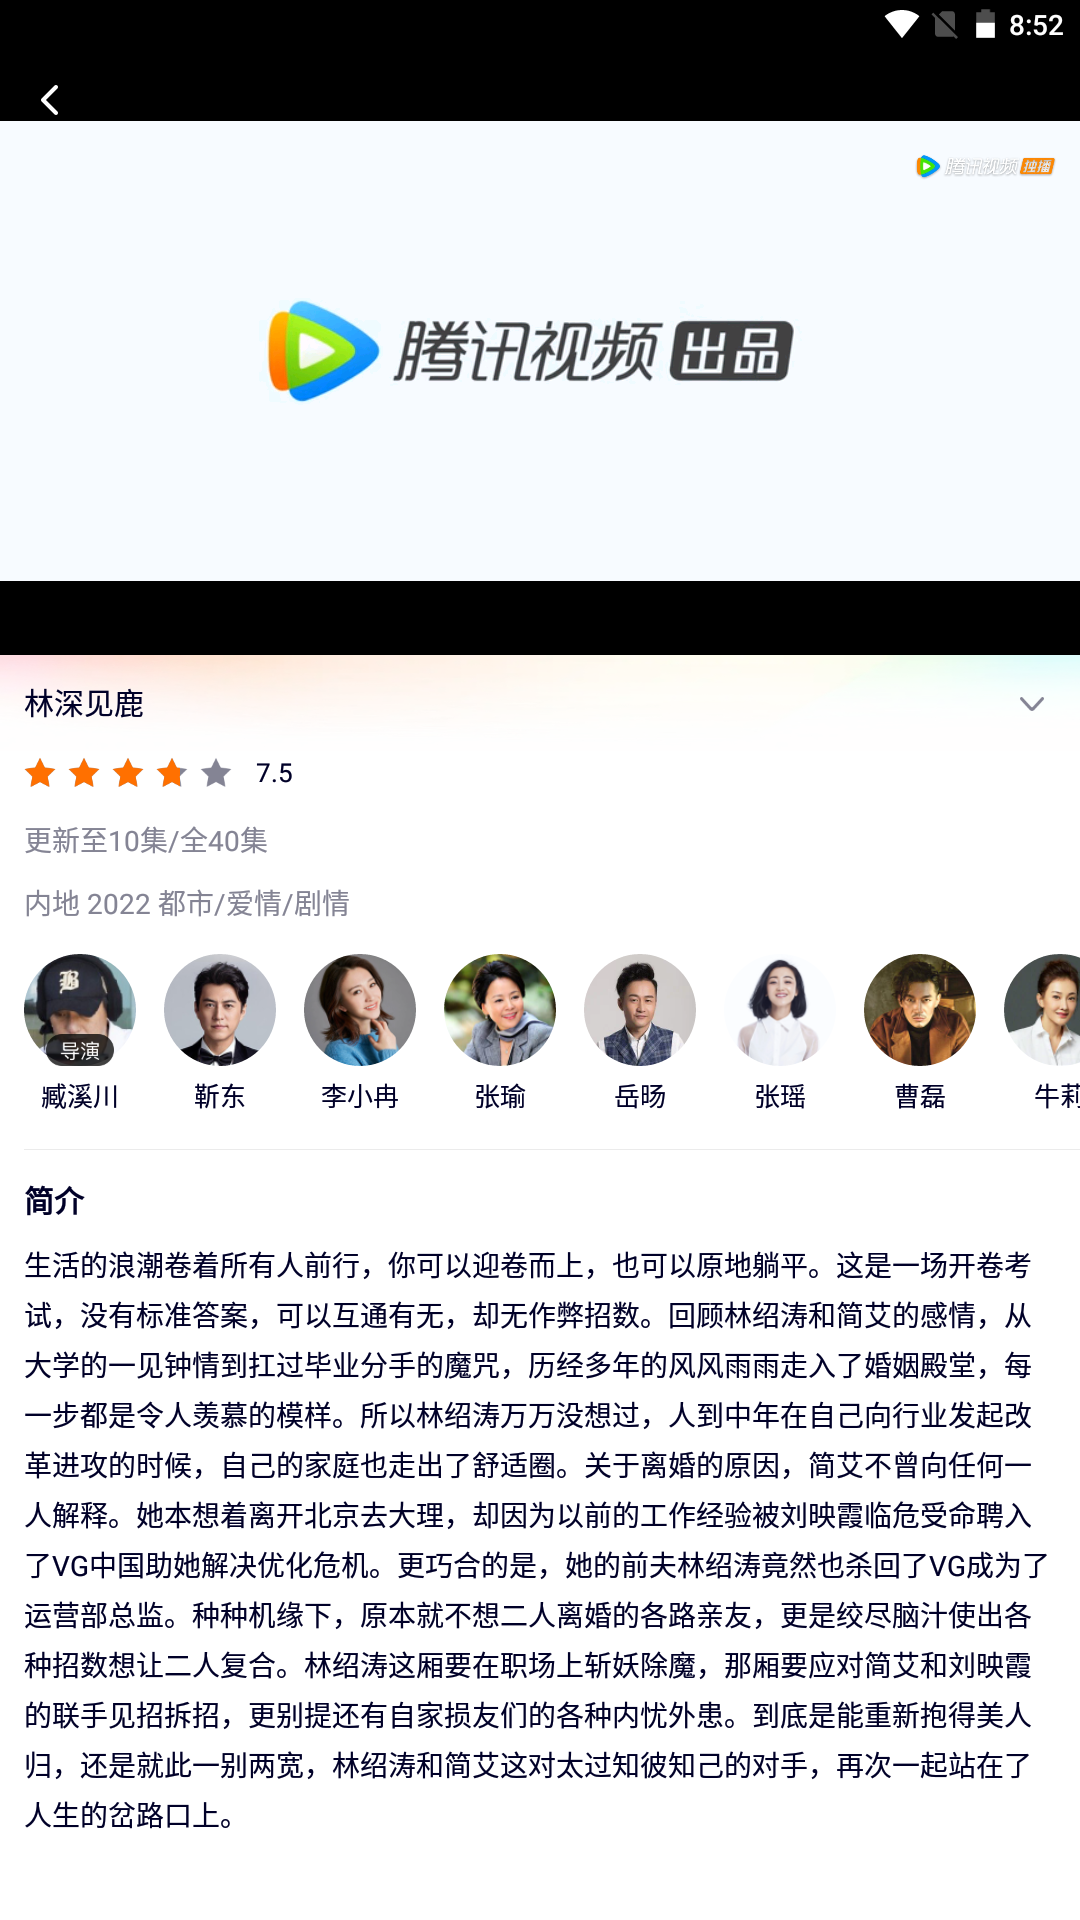 8:52
腾讯视频 独播
腾讯视频 出品
林深见鹿
7.5
更新至10集/全40集
内地 2022 都市/爱情/剧情
B
导演
臧溪川 靳东 李小冉 张瑜 岳旸 张瑶 曹磊 牛莉
简介
生活的浪潮卷着所有人前行，你可以迎卷而上，也可以原地躺平。这是一场开卷考
试，没有标准答案，可以互通有无，却无作弊招数。回顾林绍涛和简艾的感情，从
大学的一见钟情到扛过毕业分手的魔咒，历经多年的风风雨雨走入了婚姻殿堂，每
一步都是令人羡慕的模样。所以林绍涛万万没想过，人到中年在自己向行业发起改
革进攻的时候，自己的家庭也走出了舒适圈。关于离婚的原因，简艾不曾向任何一
人解释。她本想着离开北京去大理，却因为以前的工作经验被刘映霞临危受命聘入
了VG中国助她解决优化危机。更巧合的是，她的前夫林绍涛竟然也杀回了VG成为了
运营部总监。种种机缘下，原本就不想二人离婚的各路亲友，更是绞尽脑汁使出各
种招数想让二人复合。林绍涛这厢要在职场上斩妖除魔，那厢要应对简艾和刘映霞
的联手见招拆招，更别提还有自家损友们的各种内忧外患。到底是能重新抱得美人
归，还是就此一别两宽，林绍涛和简艾这对太过知彼知己的对手，再次一起站在了
人生的岔路口上。